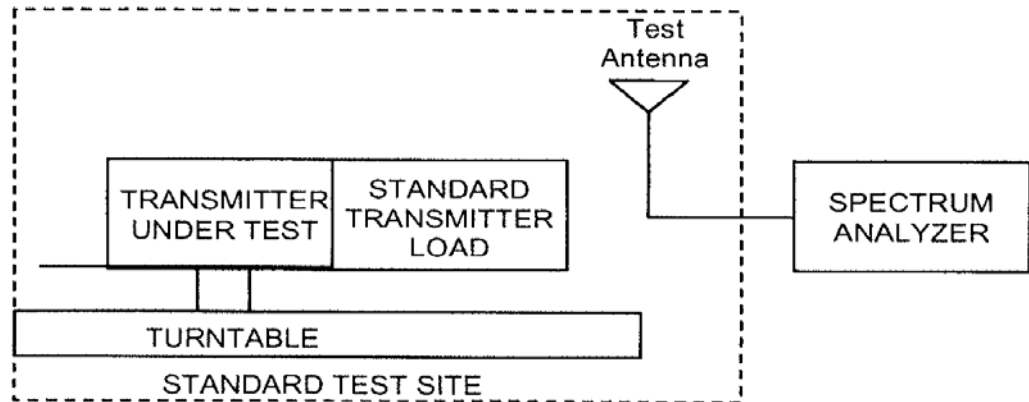 Test
Antenna
TRANSMITTER
UNDER TEST
STANDARD
TRANSMITTER
LOAD
SPECTRUM
ANALYZER
TURNTABLE
STANDARD TEST SITE